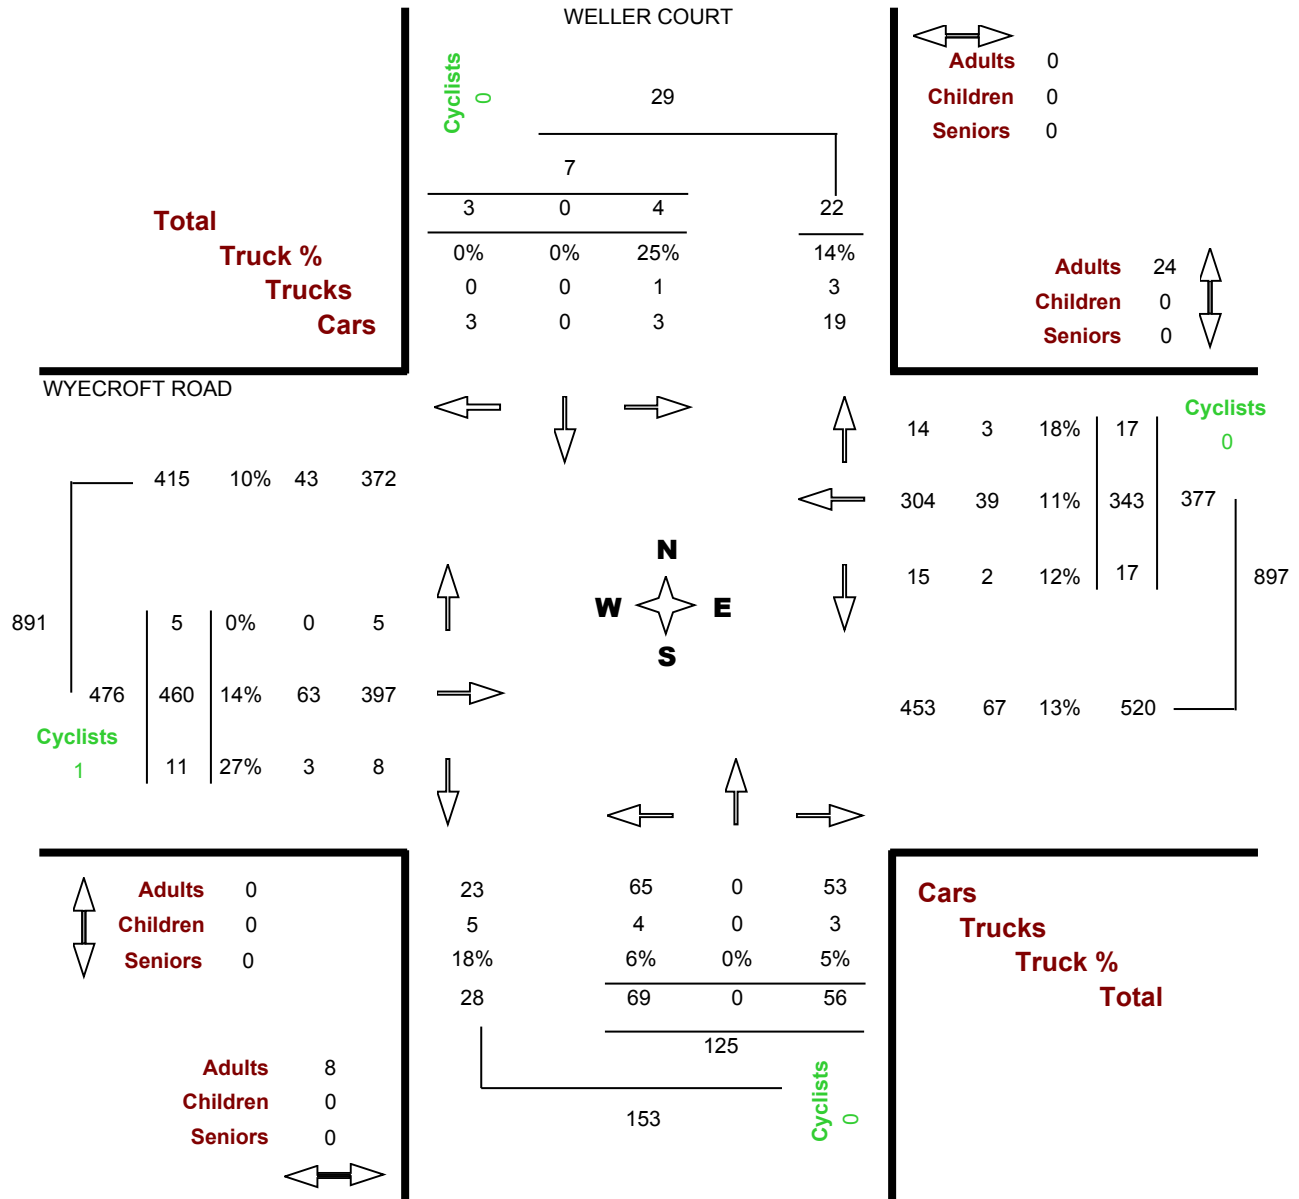 WELLER COURT
Cyclists
0
29
7
3 0 4 22
0% 0% 25% 14%
0 0 1 3
3 0 3 19
Total
Truck %
Trucks
Cars
Adults 0
Children 0
Seniors 0
Adults 24
Children 0
Seniors 0
WYECROFT ROAD
415 10% 43 372
891
5 0% 0 5
476 460 14% 63 397
Cyclists
1
11 27% 3 8
N
W E
S
14 3 18% 17
Cyclists
0
304 39 11% 343 377
15 2 12% 17
897
453 67 13% 520
Adults 0
Children 0
Seniors 0
Adults 8
Children 0
Seniors 0
23 65 0 53
5 4 0 3
18% 6% 0% 5%
28 69 0 56
125
153
Cyclists
0
Cars
Trucks
Truck %
Total